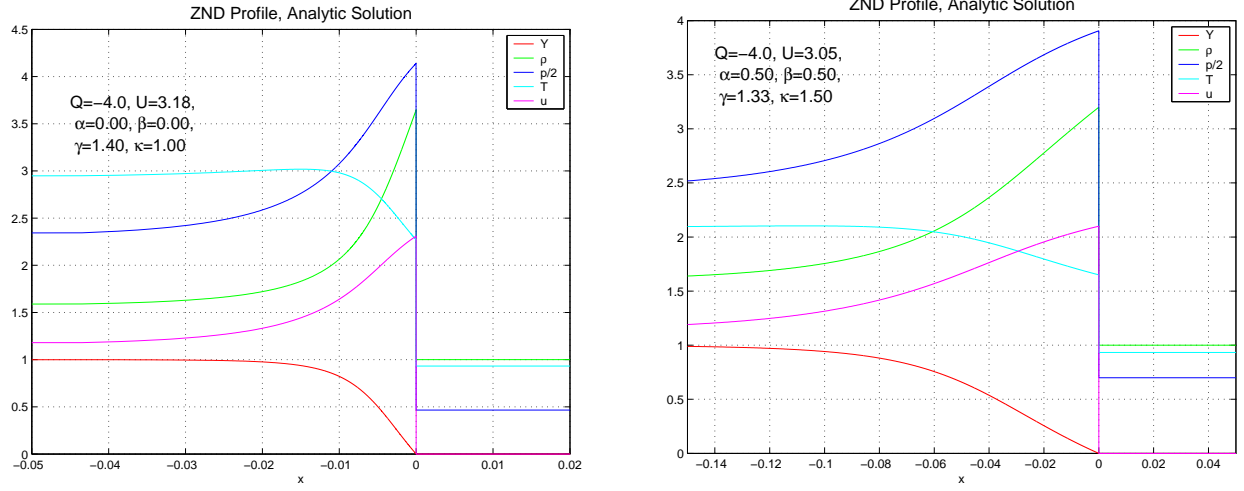 ZND Profile, Analytic Solution
4.5
4
3.5
3
2.5
2
1.5
1
0.5
0
Q=−4.0, U=3.18,
α=0.00, β=0.00,
γ=1.40, κ=1.00
Y
ρ
p/2
T
u
−0.05
−0.04
−0.03
−0.02
−0.01
0
0.01
0.02
x
ZND Profile, Analytic Solution
4
3.5
3
2.5
2
1.5
1
0.5
0
Q=−4.0, U=3.05,
α=0.50, β=0.50,
γ=1.33, κ=1.50
Y
ρ
p/2
T
u
−0.14
−0.12
−0.1
−0.08
−0.06
−0.04
−0.02
0
0.02
0.04
x